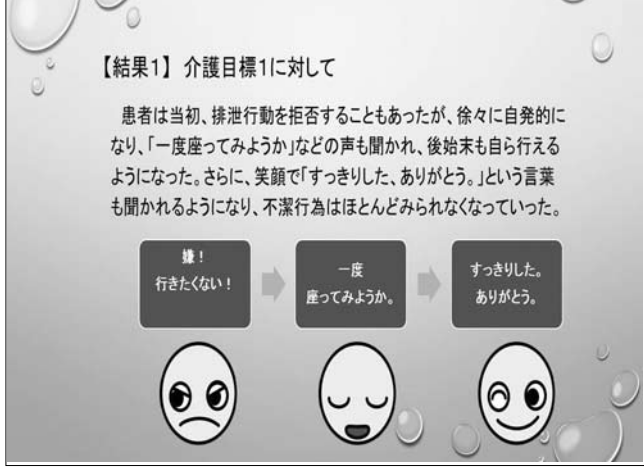 【結果1】 介護目標1に対して
患者は当初、排泄行動を拒否することもあったが、徐々に自発的に
なり、「一度座ってみようか」などの声も聞かれ、後始末も自ら行える
ようになった。さらに、笑顔で「すっきりした、ありがとう。」という言葉
も聞かれるようになり、不潔行為はほとんどみられなくなっていった。
嫌！
行きたくない！
一度
座ってみようか。
すっきりした。
ありがとう。